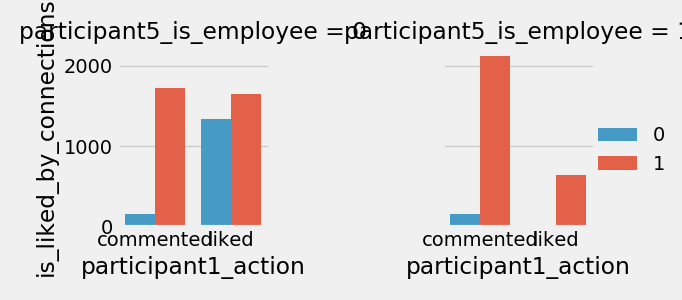 participant5_is_employee = 0
participant5_is_employee = 1
is_liked_by_connections
2000
1000
0
commented
liked
commented
liked
participant1_action
participant1_action
0
1